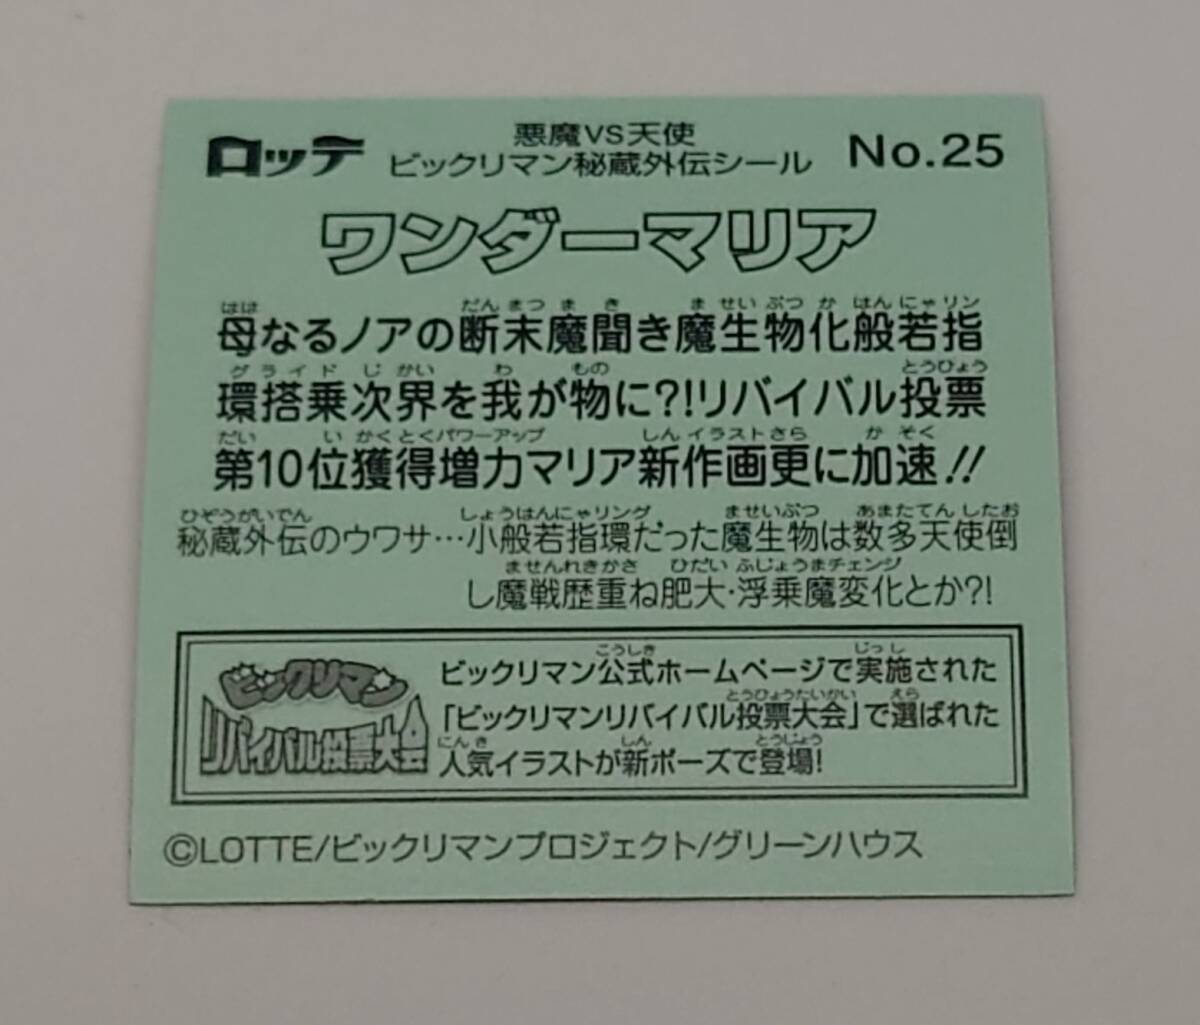 ロッテ 悪魔VS天使 No.25
ビックリマン秘蔵外伝シール
ワンダーマリア
はは だんまつまき ませいぶつか はんにゃリン
母なるノアの断末魔聞き魔生物化般若指
グライド じかい わ もの とうひょう
環搭乗次界を我が物に?!リバイバル投票
だい い かくとくパワーアップ しんイラストさら かそく
第10位獲得増力マリア新作画更に加速!!
ひぞうがいでん しょうはんにゃリング ませいぶつ あまたてんしたお
秘蔵外伝のウワサ…小般若指環だった魔生物は数多天使倒
ませんれきかさ ひだい ふじょうまチェンジ
し魔戦歴重ね肥大・浮乗魔変化とか?!
ビックリマン
リバイバル投票大会
こうしき じっし
ビックリマン公式ホームページで実施された
とうひょうたいかい えら
「ビックリマンリバイバル投票大会」で選ばれた
にんき しん とうじょう
人気イラストが新ポーズで登場!
©LOTTE/ビックリマンプロジェクト/グリーンハウス